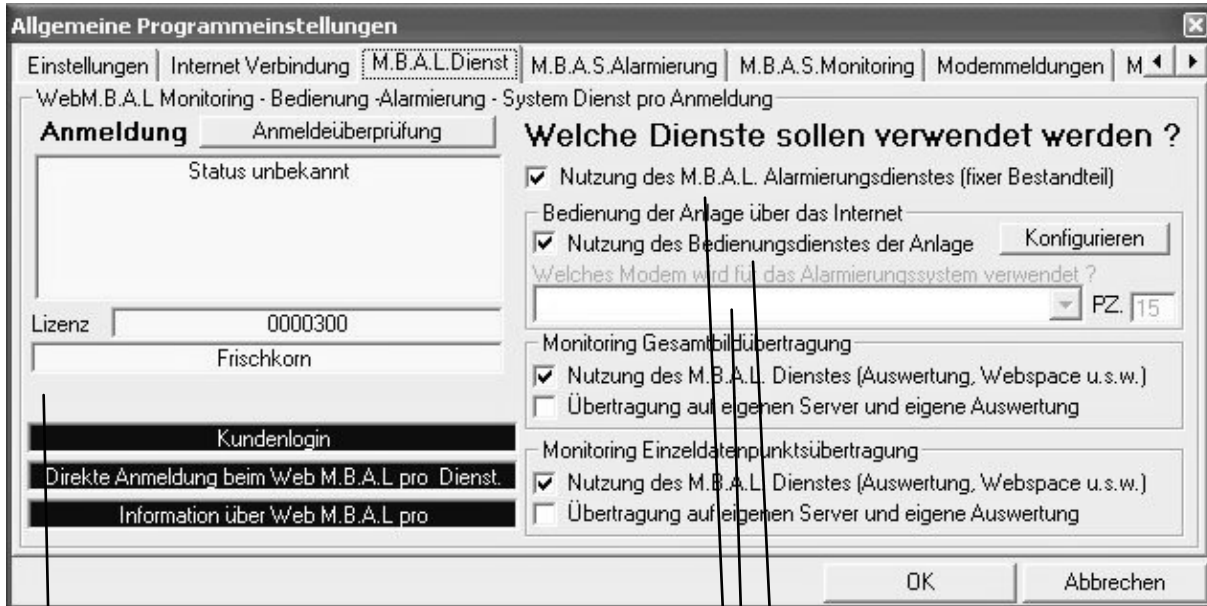 Allgemeine Programmeinstellungen
Einstellungen Internet Verbindung M.B.A.L.Dienst M.B.A.S.Alarmierung M.B.A.S.Monitoring Modemmeldungen M
WebM.B.A.L Monitoring - Bedienung -Alarmierung - System Dienst pro Anmeldung
Anmeldung Anmeldeüberprüfung
Status unbekannt
Lizenz 0000300
Frischkorn
Kundenlogin
Direkte Anmeldung beim Web M.B.A.L pro Dienst.
Information über Web M.B.A.L pro
Welche Dienste sollen verwendet werden ?
Nutzung des M.B.A.L. Alarmierungsdienstes (fixer Bestandteil)
Bedienung der Anlage über das Internet
Nutzung des Bedienungsdienstes der Anlage Konfigurieren
Welches Modem wird für das Alarmierungssystem verwendet ?
PZ. 15
Monitoring Gesamtbildübertragung
Nutzung des M.B.A.L. Dienstes (Auswertung, Webspace u.s.w.)
Übertragung auf eigenen Server und eigene Auswertung
Monitoring Einzeldatenpunktsübertragung
Nutzung des M.B.A.L. Dienstes (Auswertung, Webspace u.s.w.)
Übertragung auf eigenen Server und eigene Auswertung
OK Abbrechen